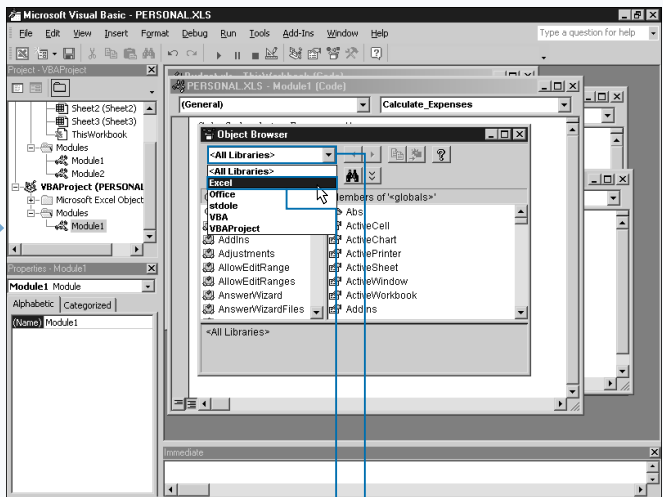 Microsoft Visual Basic - PERSONAL.XLS
File Edit View Insert Format Debug Run Tools Add-Ins Window Help
Type a question for help
Project - VBAProject
Sheet2 (Sheet2)
Sheet3 (Sheet3)
ThisWorkbook
Modules
Module1
Module2
VBAProject (PERSONAL
Microsoft Excel Object
Modules
Module1
Properties - Module1
Module1 Module
Alphabetic Categorized
(Name) Module1
PERSONAL.XLS - Module1 (Code)
(General) Calculate_Expenses
Object Browser
<All Libraries>
<All Libraries>
Excel
Office
stdole
VBA
VBAProject
Members of '<globals>'
AddIns
Adjustments
AllowEditRange
AllowEditRanges
AnswerWizard
AnswerWizardFiles
Abs
ActiveCell
ActiveChart
ActivePrinter
ActiveSheet
ActiveWindow
ActiveWorkbook
AddIns
<All Libraries>
Immediate